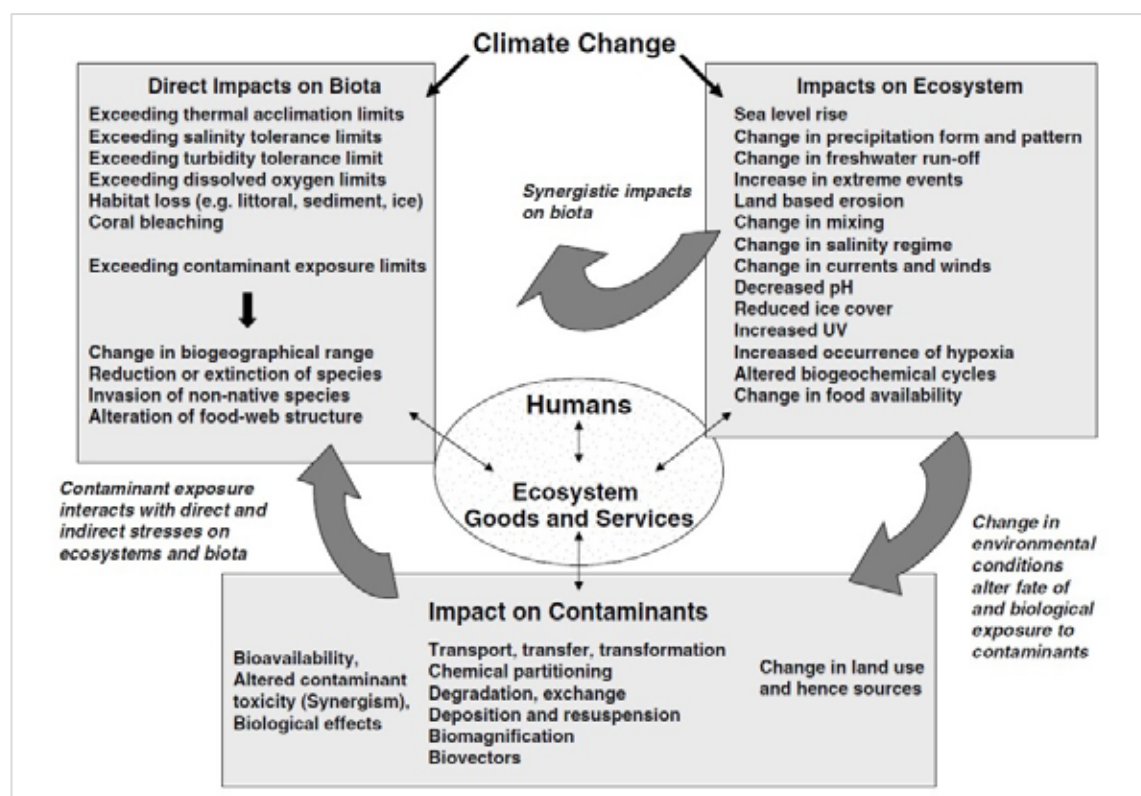 Climate Change
Direct Impacts on Biota
Exceeding thermal acclimation limits
Exceeding salinity tolerance limits
Exceeding turbidity tolerance limit
Exceeding dissolved oxygen limits
Habitat loss (e.g. littoral, sediment, ice)
Coral bleaching
Exceeding contaminant exposure limits
Change in biogeographical range
Reduction or extinction of species
Invasion of non-native species
Alteration of food-web structure
Synergistic impacts
on biota
Impacts on Ecosystem
Sea level rise
Change in precipitation form and pattern
Change in freshwater run-off
Increase in extreme events
Land based erosion
Change in mixing
Change in salinity regime
Change in currents and winds
Decreased pH
Reduced ice cover
Increased UV
Increased occurrence of hypoxia
Altered biogeochemical cycles
Change in food availability
Humans
Ecosystem
Goods and Services
Contaminant exposure
interacts with direct and
indirect stresses on
ecosystems and biota
Change in
environmental
conditions
alter fate of
and biological
exposure to
contaminants
Impact on Contaminants
Bioavailability,
Altered contaminant
toxicity (Synergism),
Biological effects
Transport, transfer, transformation
Chemical partitioning
Degradation, exchange
Deposition and resuspension
Biomagnification
Biovectors
Change in land use
and hence sources